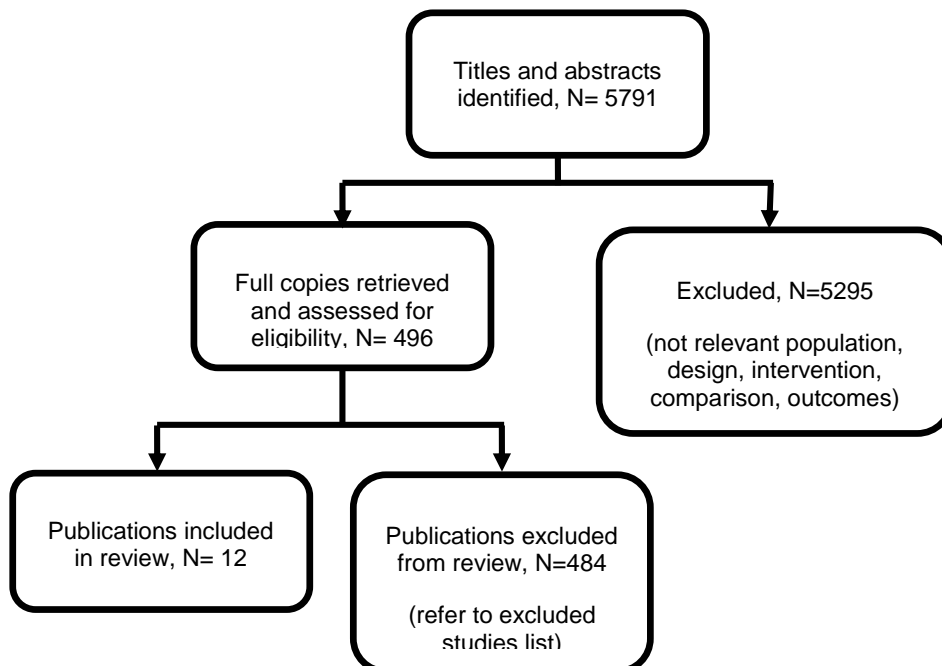 Titles and abstracts
identified, N= 5791
Full copies retrieved
and assessed for
eligibility, N= 496
Excluded, N=5295
(not relevant population,
design, intervention,
comparison, outcomes)
Publications included
in review, N= 12
Publications excluded
from review, N=484
(refer to excluded
studies list)